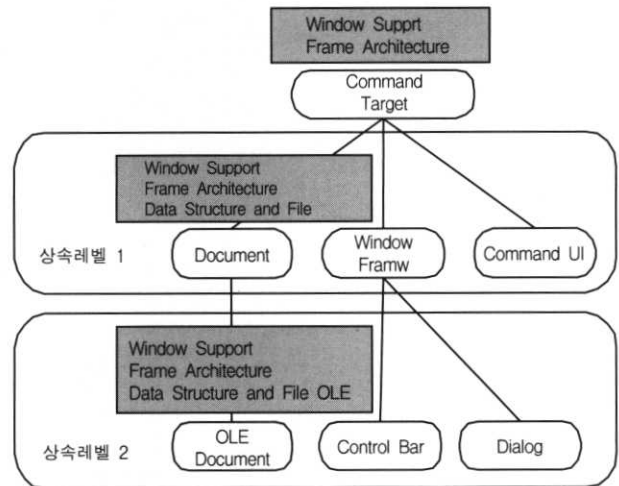 Window Supprt
Frame Architecture
Command
Target
Window Support
Frame Architecture
Data Structure and File
상속레벨 1
Document
Window
Framw
Command UI
Window Support
Frame Architecture
Data Structure and File OLE
상속레벨 2
OLE
Document
Control Bar
Dialog